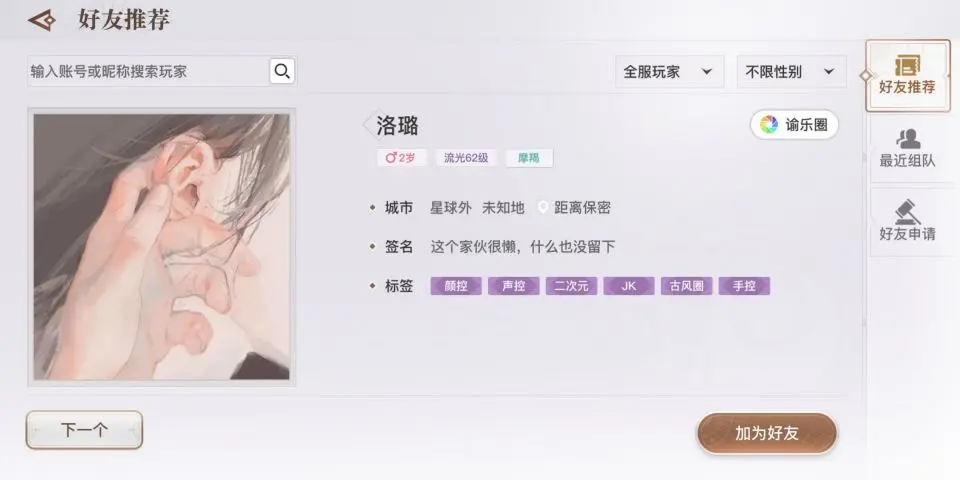 好友推荐
输入账号或昵称搜索玩家
全服玩家
不限性别
好友推荐
最近组队
好友申请
洛璐
谕乐圈
2岁 流光62级 摩羯
城市 星球外 未知地 距离保密
签名 这个家伙很懒，什么也没留下
标签 颜控 声控 二次元 JK 古风圈 手控
下一个
加为好友